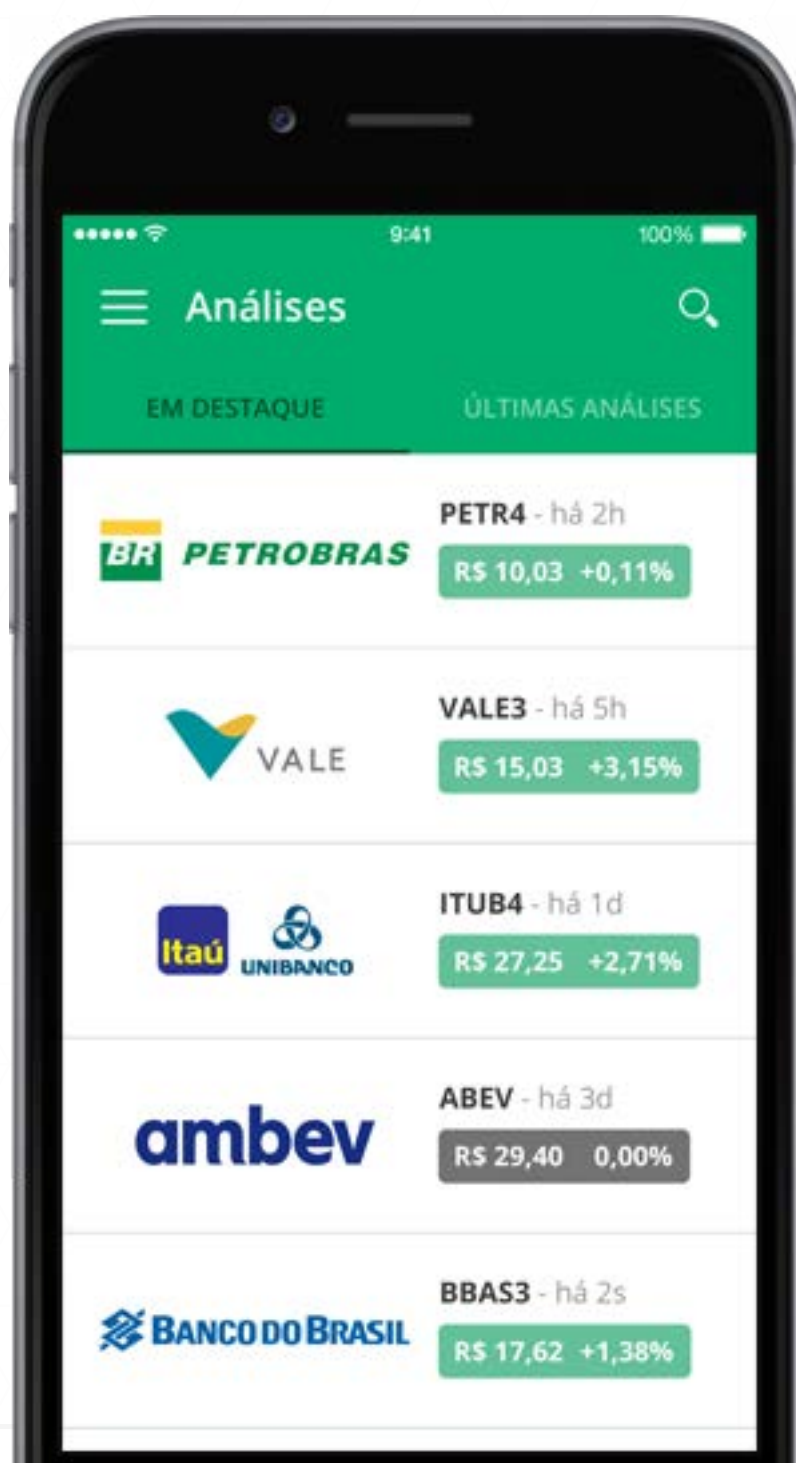 9:41
100%
Análises
EM DESTAQUE
ÚLTIMAS ANÁLISES
BR PETROBRAS
PETR4 - há 2h
R$ 10,03 +0,11%
VALE
VALE3 - há 5h
R$ 15,03 +3,15%
Itaú UNIBANCO
ITUB4 - há 1d
R$ 27,25 +2,71%
ambev
ABEV - há 3d
R$ 29,40 0,00%
BANCO DO BRASIL
BBAS3 - há 2s
R$ 17,62 +1,38%